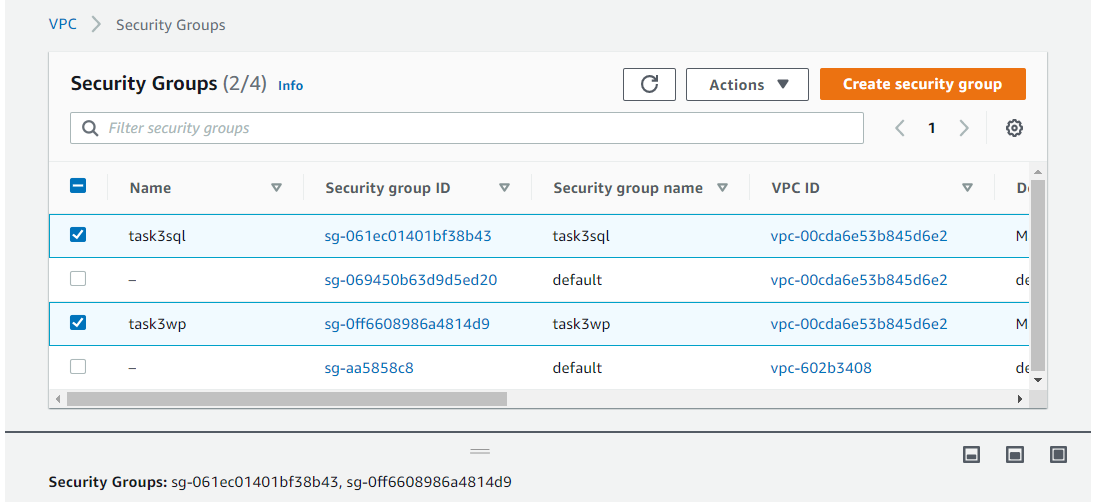 VPC > Security Groups
Security Groups (2/4) Info
Actions
Create security group
Filter security groups
1
Name Security group ID Security group name VPC ID D
task3sql sg-061ec01401bf38b43 task3sql vpc-00cda6e53b845d6e2 M
– sg-069450b63d9d5ed20 default vpc-00cda6e53b845d6e2 de
task3wp sg-0ff6608986a4814d9 task3wp vpc-00cda6e53b845d6e2 M
– sg-aa5858c8 default vpc-602b3408 de
Security Groups: sg-061ec01401bf38b43, sg-0ff6608986a4814d9